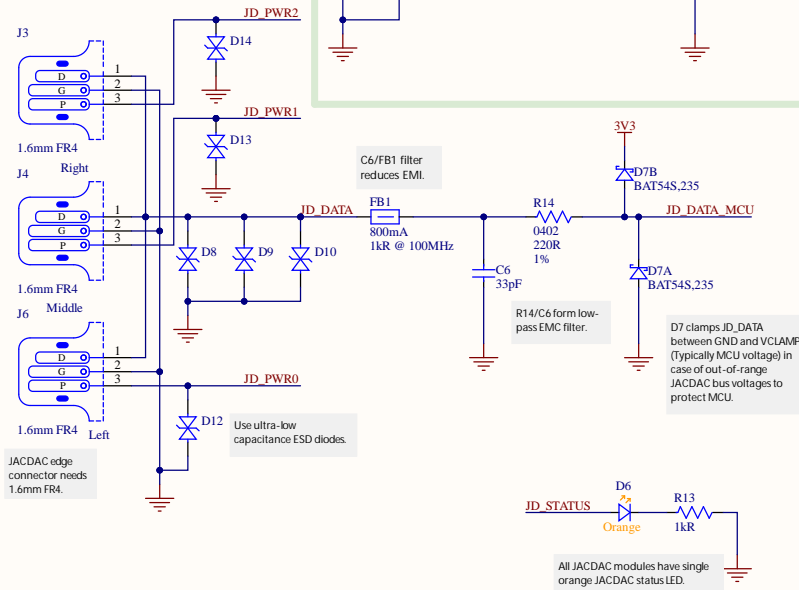 J3
D
G
P
1
2
3
1.6mm FR4
Right
JD_PWR2
D14
JD_PWR1
D13
J4
D
G
P
1
2
3
1.6mm FR4
Middle
D8
D9
D10
JD_DATA
C6/FB1 filter
reduces EMI.
FB1
800mA
1kR @ 100MHz
C6
33pF
R14
0402
220R
1%
R14/C6 form low-
pass EMC filter.
3V3
D7B
BAT54S,235
JD_DATA_MCU
D7A
BAT54S,235
D7 clamps JD_DATA
between GND and VCLAMP
(Typically MCU voltage) in
case of out-of-range
JACDAC bus voltages to
protect MCU.
J6
D
G
P
1
2
3
1.6mm FR4
Left
JD_PWR0
D12
Use ultra-low
capacitance ESD diodes.
JACDAC edge
connector needs
1.6mm FR4.
JD_STATUS
D6
Orange
R13
1kR
All JACDAC modules have single
orange JACDAC status LED.